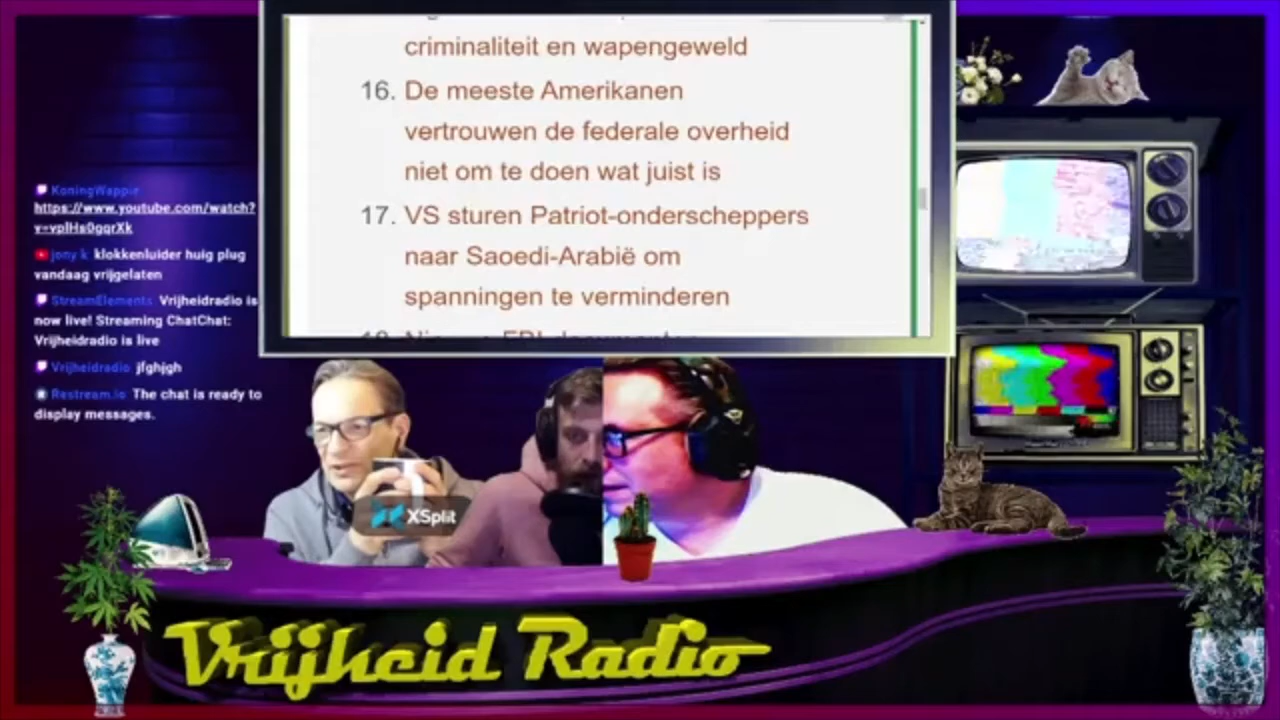 criminaliteit en wapengeweld
16. De meeste Amerikanen
vertrouwen de federale overheid
niet om te doen wat juist is
17. VS sturen Patriot-onderscheppers
naar Saoedi-Arabië om
spanningen te verminderen
KoningWappie
https://www.youtube.com/watch?
jony k klokkenluider huig plug
vandaag vrijgelaten
StreamElements Vrijheidradio is
now live! Streaming ChatChat:
Vrijheidradio is live
Vrijheidradio jfghjgh
Restream.io The chat is ready to
display messages.
XSplit
Vrijheid Radio